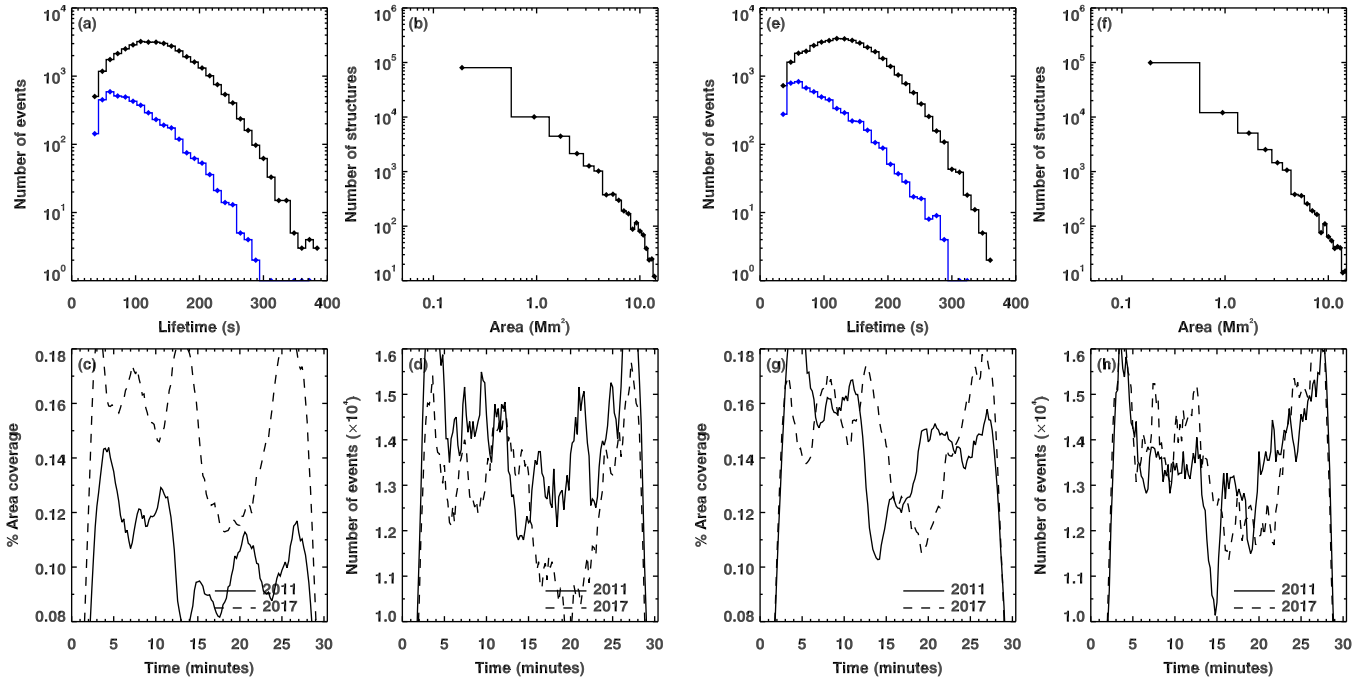 (a)
10⁴
10³
10²
10¹
10⁰
Number of events
0 100 200 300 400
Lifetime (s)
(b)
10⁶
10⁵
10⁴
10³
10²
10¹
Number of structures
0.1 1.0 10.0
Area (Mm²)
(e)
10⁴
10³
10²
10¹
10⁰
Number of events
0 100 200 300 400
Lifetime (s)
(f)
10⁶
10⁵
10⁴
10³
10²
10¹
Number of structures
0.1 1.0 10.0
Area (Mm²)
(c)
0.18
0.16
0.14
0.12
0.10
0.08
% Area coverage
2011
2017
0 5 10 15 20 25 30
Time (minutes)
(d)
1.6
1.5
1.4
1.3
1.2
1.1
1.0
Number of events (×10⁴)
2011
2017
0 5 10 15 20 25 30
Time (minutes)
(g)
0.18
0.16
0.14
0.12
0.10
0.08
% Area coverage
2011
2017
0 5 10 15 20 25 30
Time (minutes)
(h)
1.6
1.5
1.4
1.3
1.2
1.1
1.0
Number of events (×10⁴)
2011
2017
0 5 10 15 20 25 30
Time (minutes)